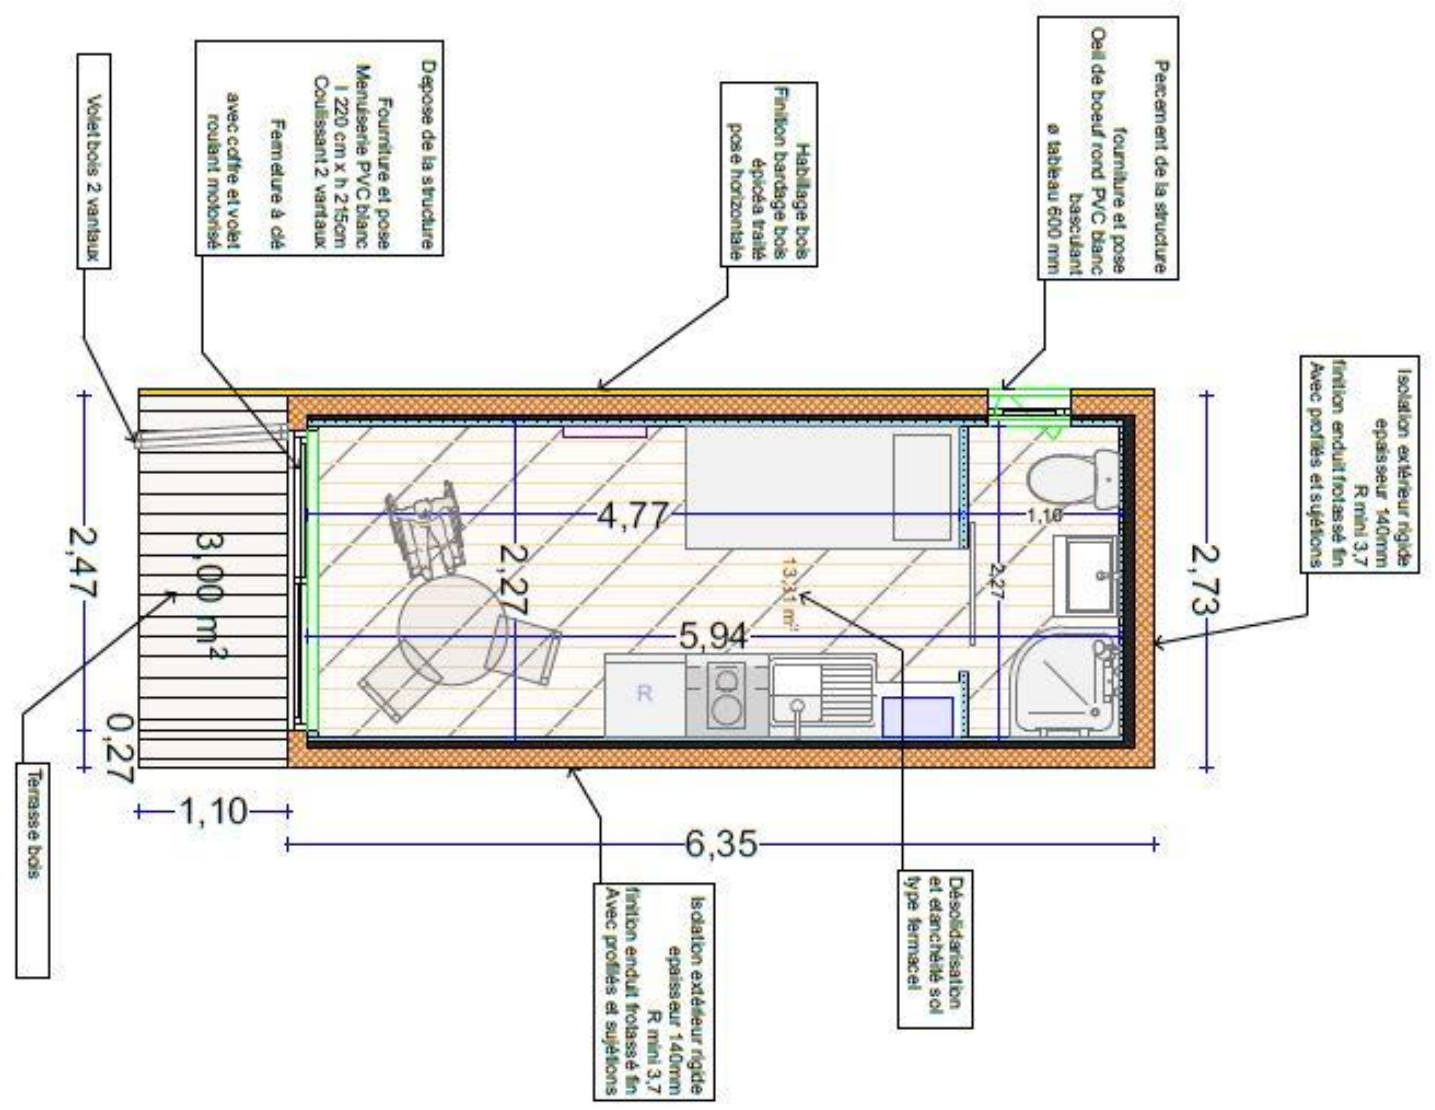 Percement de la structure
fourniture et pose
Oeil de boeuf rond PVC blanc
basculant
ø tableau 600 mm
Depose de la structure
Fourniture et pose
Menuiserie PVC blanc
l 220 cm x h 215cm
Coulissant 2 vantaux
Fermeture à clé
avec coffre et volet
roulant motorisé
Volet bois 2 vantaux
Habillage bois
Finition bardage bois
épicéa traité
pose horizontale
Isolation extérieur rigide
epaisseur 140mm
R mini 3,7
finition enduit frotassé fin
Avec profilés et sujétions
4,77
1,10
2,27
2,27
13,31 m²
5,94
R
2,47
3,00 m²
0,27
2,73
1,10
6,35
Terrasse bois
Isolation extérieur rigide
epaisseur 140mm
R mini 3,7
finition enduit frotassé fin
Avec profilés et sujétions
Désolidarisation
et etanchéité sol
type fermacel